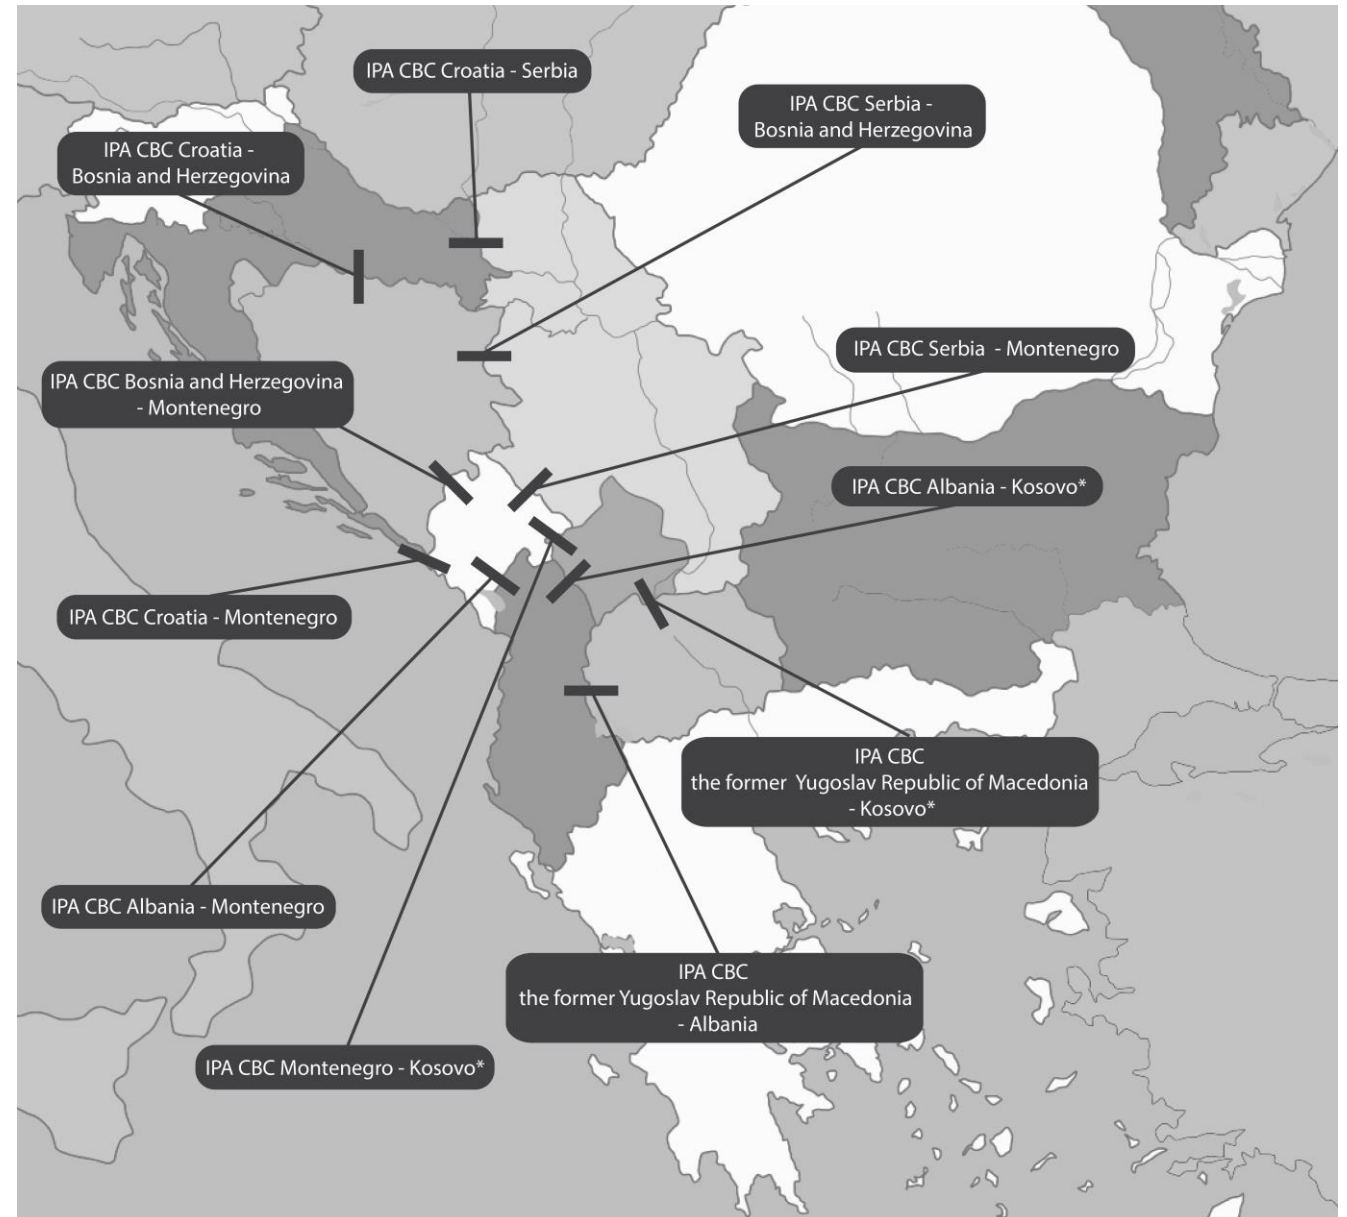 IPA CBC Croatia - Serbia
IPA CBC Serbia -
Bosnia and Herzegovina
IPA CBC Croatia -
Bosnia and Herzegovina
IPA CBC Serbia - Montenegro
IPA CBC Bosnia and Herzegovina
- Montenegro
IPA CBC Albania - Kosovo*
IPA CBC Croatia - Montenegro
IPA CBC
the former Yugoslav Republic of Macedonia
- Kosovo*
IPA CBC Albania - Montenegro
IPA CBC
the former Yugoslav Republic of Macedonia
- Albania
IPA CBC Montenegro - Kosovo*